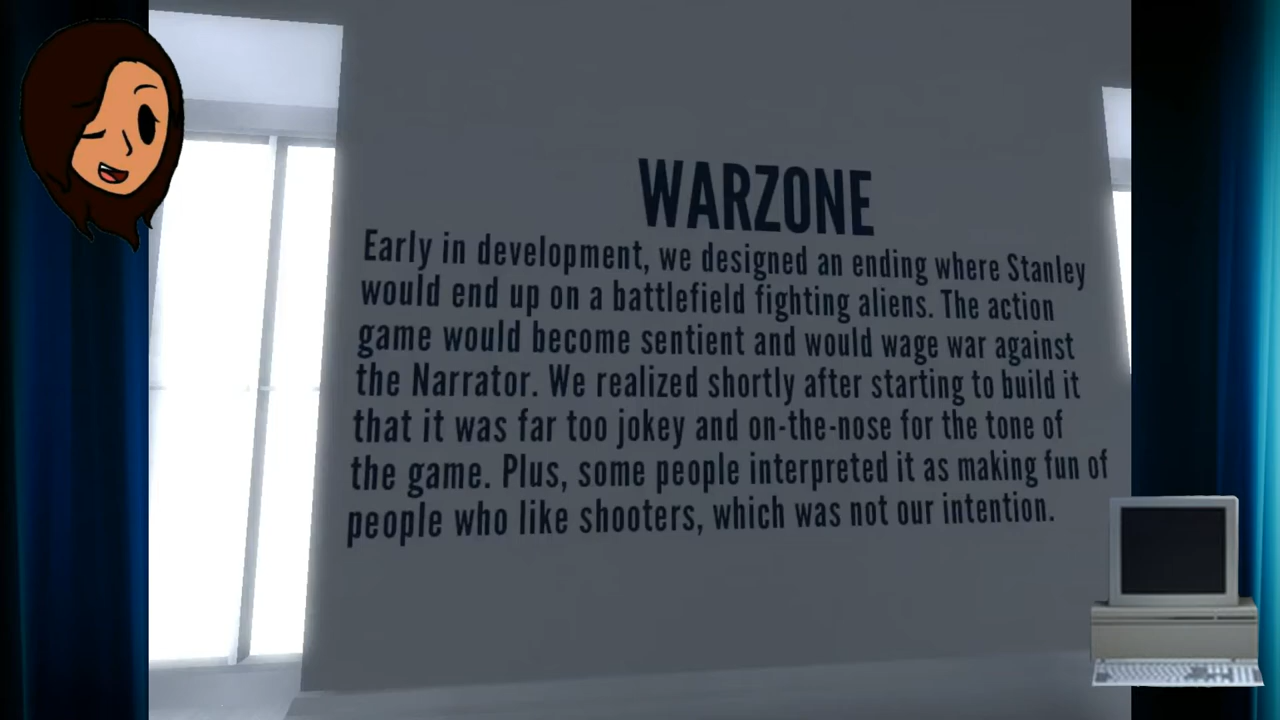 WARZONE
Early in development, we designed an ending where Stanley
would end up on a battlefield fighting aliens. The action
game would become sentient and would wage war against
the Narrator. We realized shortly after starting to build it
that it was far too jokey and on-the-nose for the tone of
the game. Plus, some people interpreted it as making fun of
people who like shooters, which was not our intention.